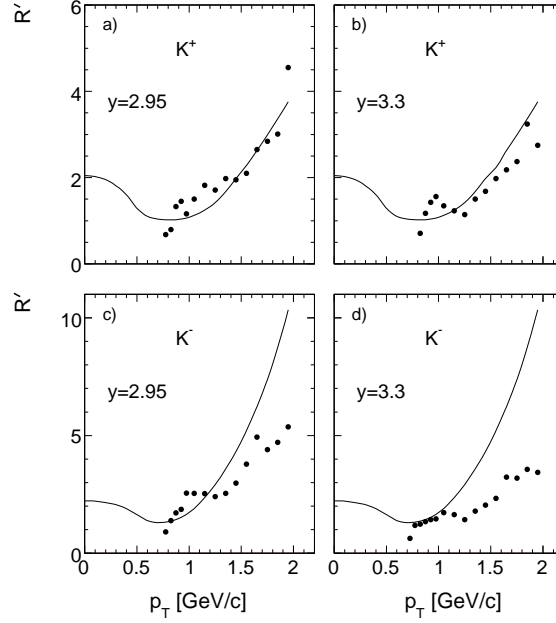 R′
6
4
2
0
a)
K+
y=2.95
b)
K+
y=3.3
R′
10
5
0
c)
K-
y=2.95
d)
K-
y=3.3
0 0.5 1 1.5 2
0 0.5 1 1.5 2
pT [GeV/c]
pT [GeV/c]